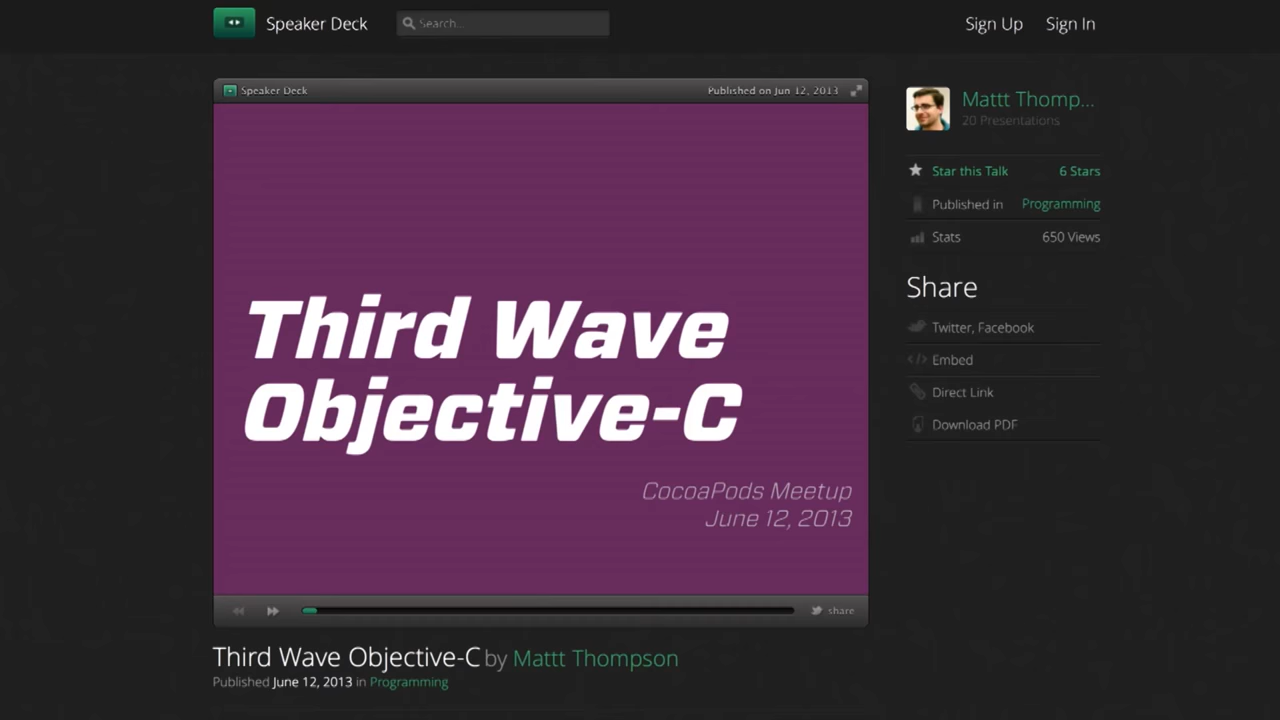 Speaker Deck
Search...
Sign Up
Sign In
Speaker Deck
Published on Jun 12, 2013
Third Wave
Objective-C
CocoaPods Meetup
June 12, 2013
share
Third Wave Objective-C by Mattt Thompson
Published June 12, 2013 in Programming
Mattt Thomp...
20 Presentations
Star this Talk 6 Stars
Published in Programming
Stats 650 Views
Share
Twitter, Facebook
Embed
Direct Link
Download PDF